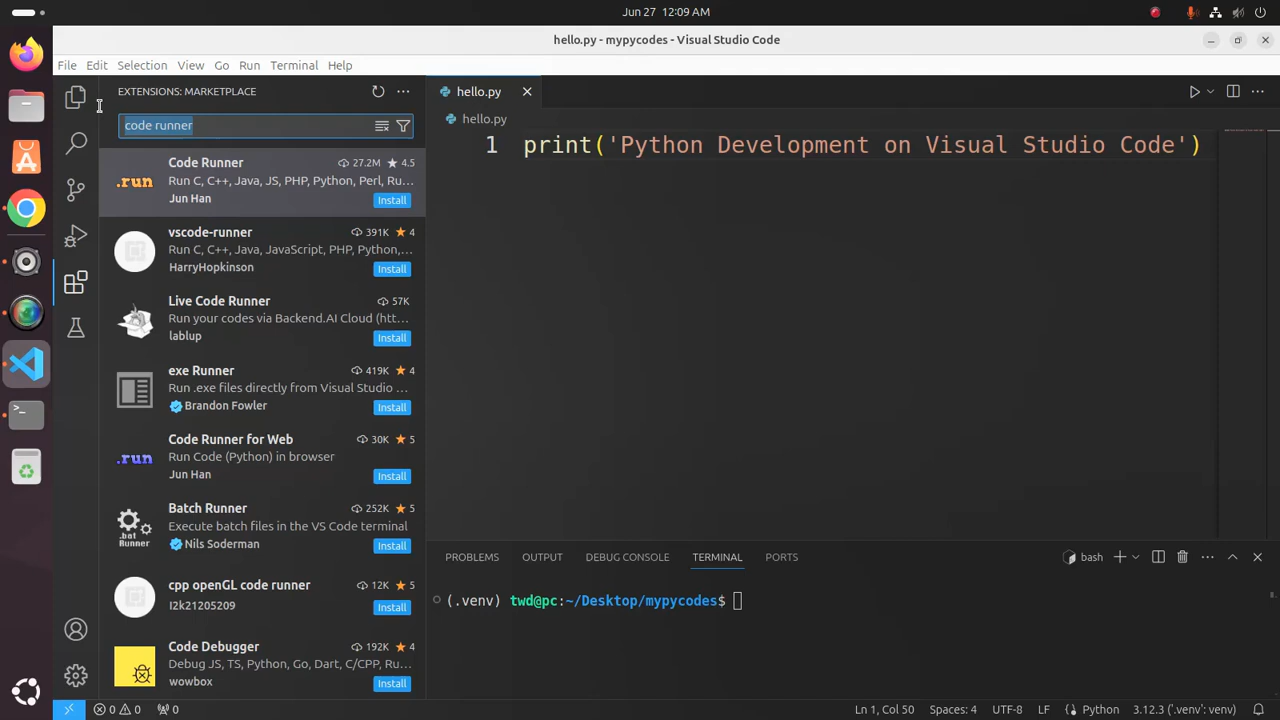 Jun 27 12:09 AM
hello.py - mypycodes - Visual Studio Code
File Edit Selection View Go Run Terminal Help
EXTENSIONS: MARKETPLACE
code runner
Code Runner 27.2M 4.5
Run C, C++, Java, JS, PHP, Python, Perl, Ru...
Jun Han Install
.run
vscode-runner 391K 4
Run C, C++, Java, JavaScript, PHP, Python,...
HarryHopkinson Install
Live Code Runner 57K
Run your codes via Backend.AI Cloud (htt...
lablup Install
exe Runner 419K 4
Run .exe files directly from Visual Studio ...
Brandon Fowler Install
Code Runner for Web 30K 5
Run Code (Python) in browser
Jun Han Install
.run
Batch Runner 252K 5
Execute batch files in the VS Code terminal
Nils Soderman Install
.bat
Runner
cpp openGL code runner 12K 5
l2k21205209 Install
Code Debugger 192K 4
Debug JS, TS, Python, Go, Dart, C/CPP, Ru...
wowbox Install
hello.py
hello.py
1 print('Python Development on Visual Studio Code')
PROBLEMS OUTPUT DEBUG CONSOLE TERMINAL PORTS bash
(.venv) twd@pc:~/Desktop/mypycodes$
0 0 0 Ln 1, Col 50 Spaces: 4 UTF-8 LF Python 3.12.3 ('.venv': venv)